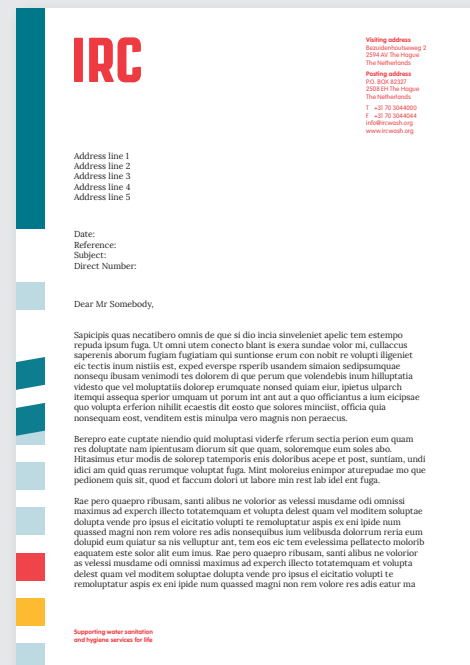 IRC
Visiting address
Bezuidenhoutseweg 2
2594 AV The Hague
The Netherlands
Posting address
P.O. BOX 82327
2508 EH The Hague
The Netherlands
T +31 70 3044000
F +31 70 3044044
info@ircwash.org
www.ircwash.org
Address line 1
Address line 2
Address line 3
Address line 4
Address line 5
Date:
Reference:
Subject:
Direct Number:
Dear Mr Somebody,
Sapicipis quas necatibero omnis de que si dio incia sinveleniet apelic tem estempo
repuda ipsum fuga. Ut omni utem conecto blant is exera sundae volor mi, cullaccus
saperenis aborum fugiam fugiatiam qui suntionse erum con nobit re volupti iligeniet
eic tectis inum nistiis est, exped everspe rsperib usandem simaion sedipsumquae
nonsequ ibusam venimodi tes dolorem di que perum que volendebis inum hilluptatia
videsto que vel moluptatiis dolorep erumquate nonsed quiam eiur, ipietus ulparch
itemqui assequa sperior umquam ut porum int ant aut a quo officiantus a ium eicipsae
quo volupta erferion nihilit ecaestis dit eosto que solores minciist, officia quia
nonsequam eost, venditem estis minulpa vero magnis non peraecus.
Berepro eate cuptate niendio quid moluptasi viderfe rferum sectia perion eum quam
res doluptate nam ipientusam diorum sit que quam, soloremque eum soles abo.
Hitasimus etur modis de solorep tatemporis enis doloribus acepe et post, suntiam, undi
idici am quid quas rerumque voluptat fuga. Mint moloreius enimpor aturepudae mo que
pedionem quis sit, quod et faccum dolori ut labore min rest lab idel ent fuga.
Rae pero quaepro ribusam, santi alibus ne volorior as velessi musdame odi omnissi
maximus ad experch illecto totatemquam et volupta delest quam vel moditem soluptae
dolupta vende pro ipsus el eicitatio volupti te remoluptatur aspis ex eni ipide num
quassed magni non rem volore res adis nonsequibus ium velibusda dolorrum reria eum
dolupid eum quiatur sa nis velluptur ant, tem eos eic tem evelessima pellatecto molorib
eaquatem este solor alit eum imus. Rae pero quaepro ribusam, santi alibus ne volorior
as velessi musdame odi omnissi maximus ad experch illecto totatemquam et volupta
delest quam vel moditem soluptae dolupta vende pro ipsus el eicitatio volupti te
remoluptatur aspis ex eni ipide num quassed magni non rem volore res adis eatur ma
Supporting water sanitation
and hygiene services for life